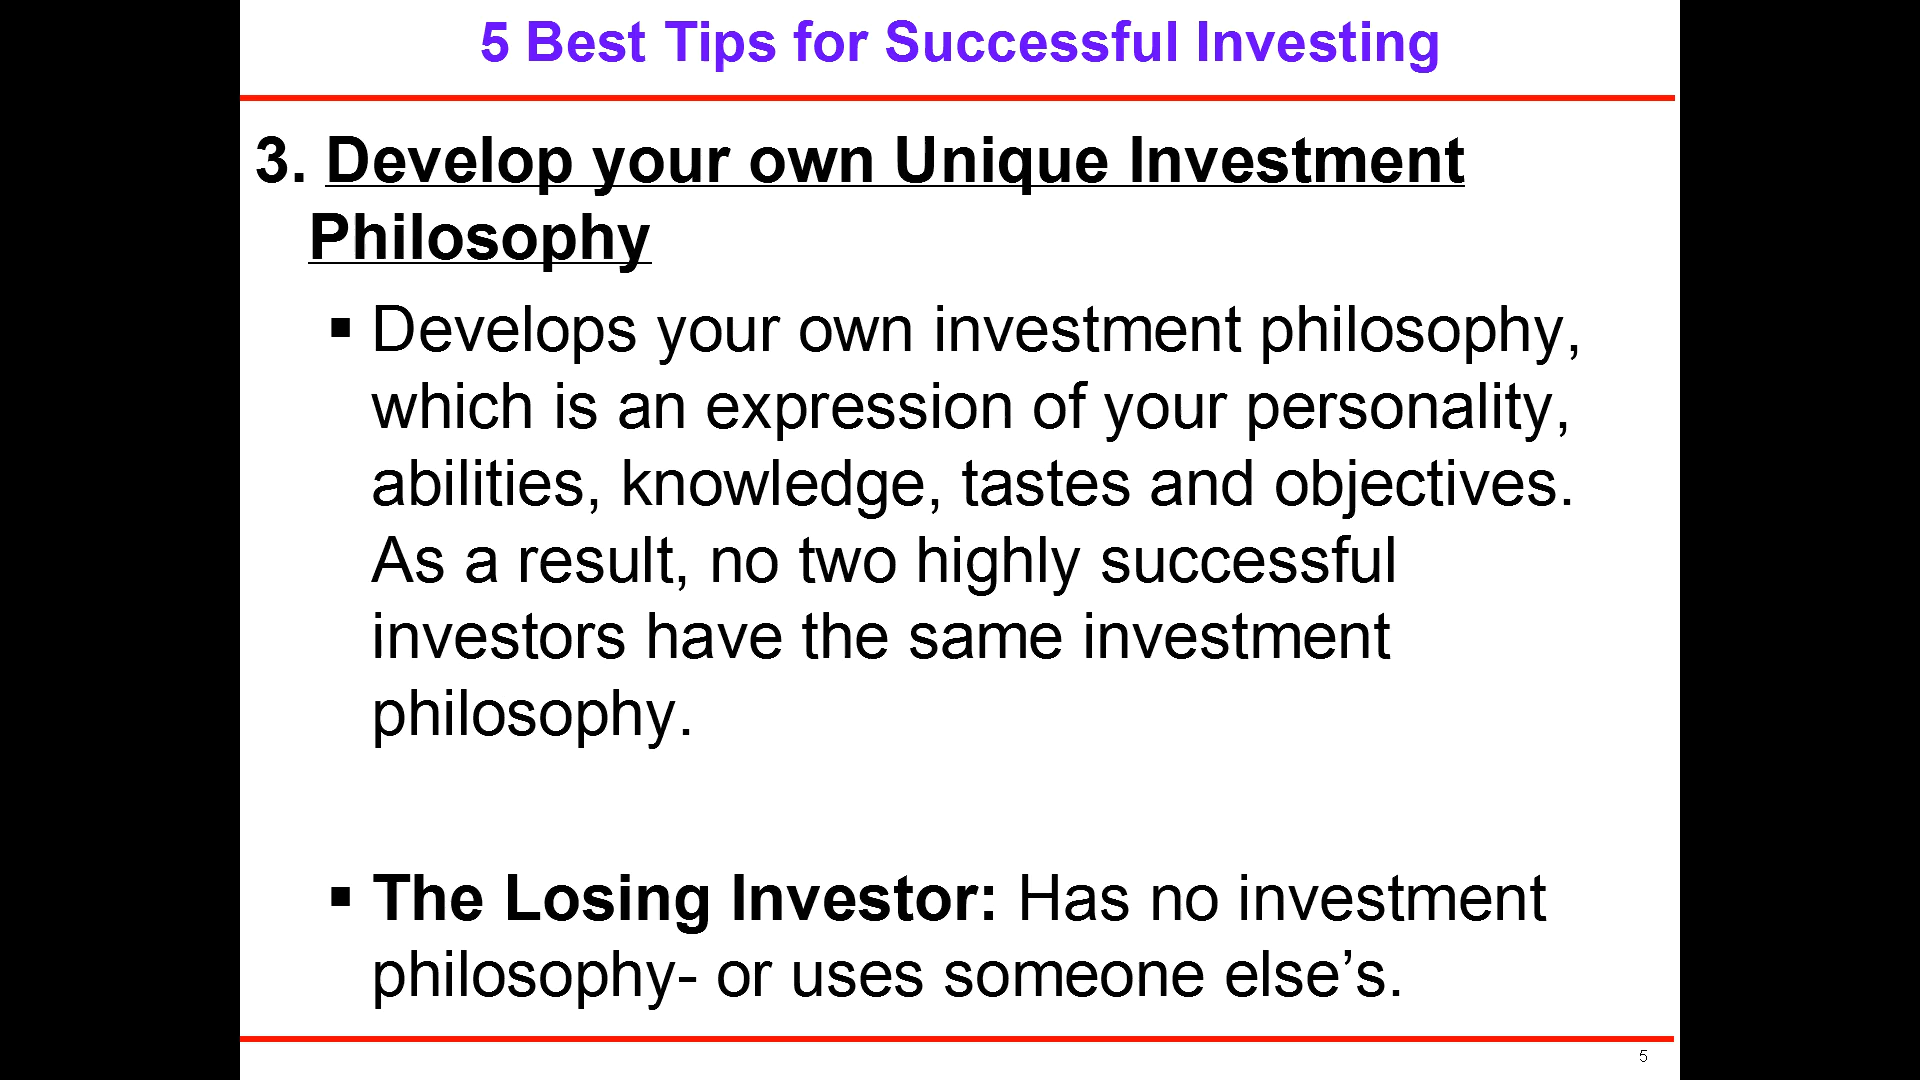 5 Best Tips for Successful Investing
3. Develop your own Unique Investment
Philosophy
▪ Develops your own investment philosophy,
which is an expression of your personality,
abilities, knowledge, tastes and objectives.
As a result, no two highly successful
investors have the same investment
philosophy.
▪ The Losing Investor: Has no investment
philosophy- or uses someone else’s.
5